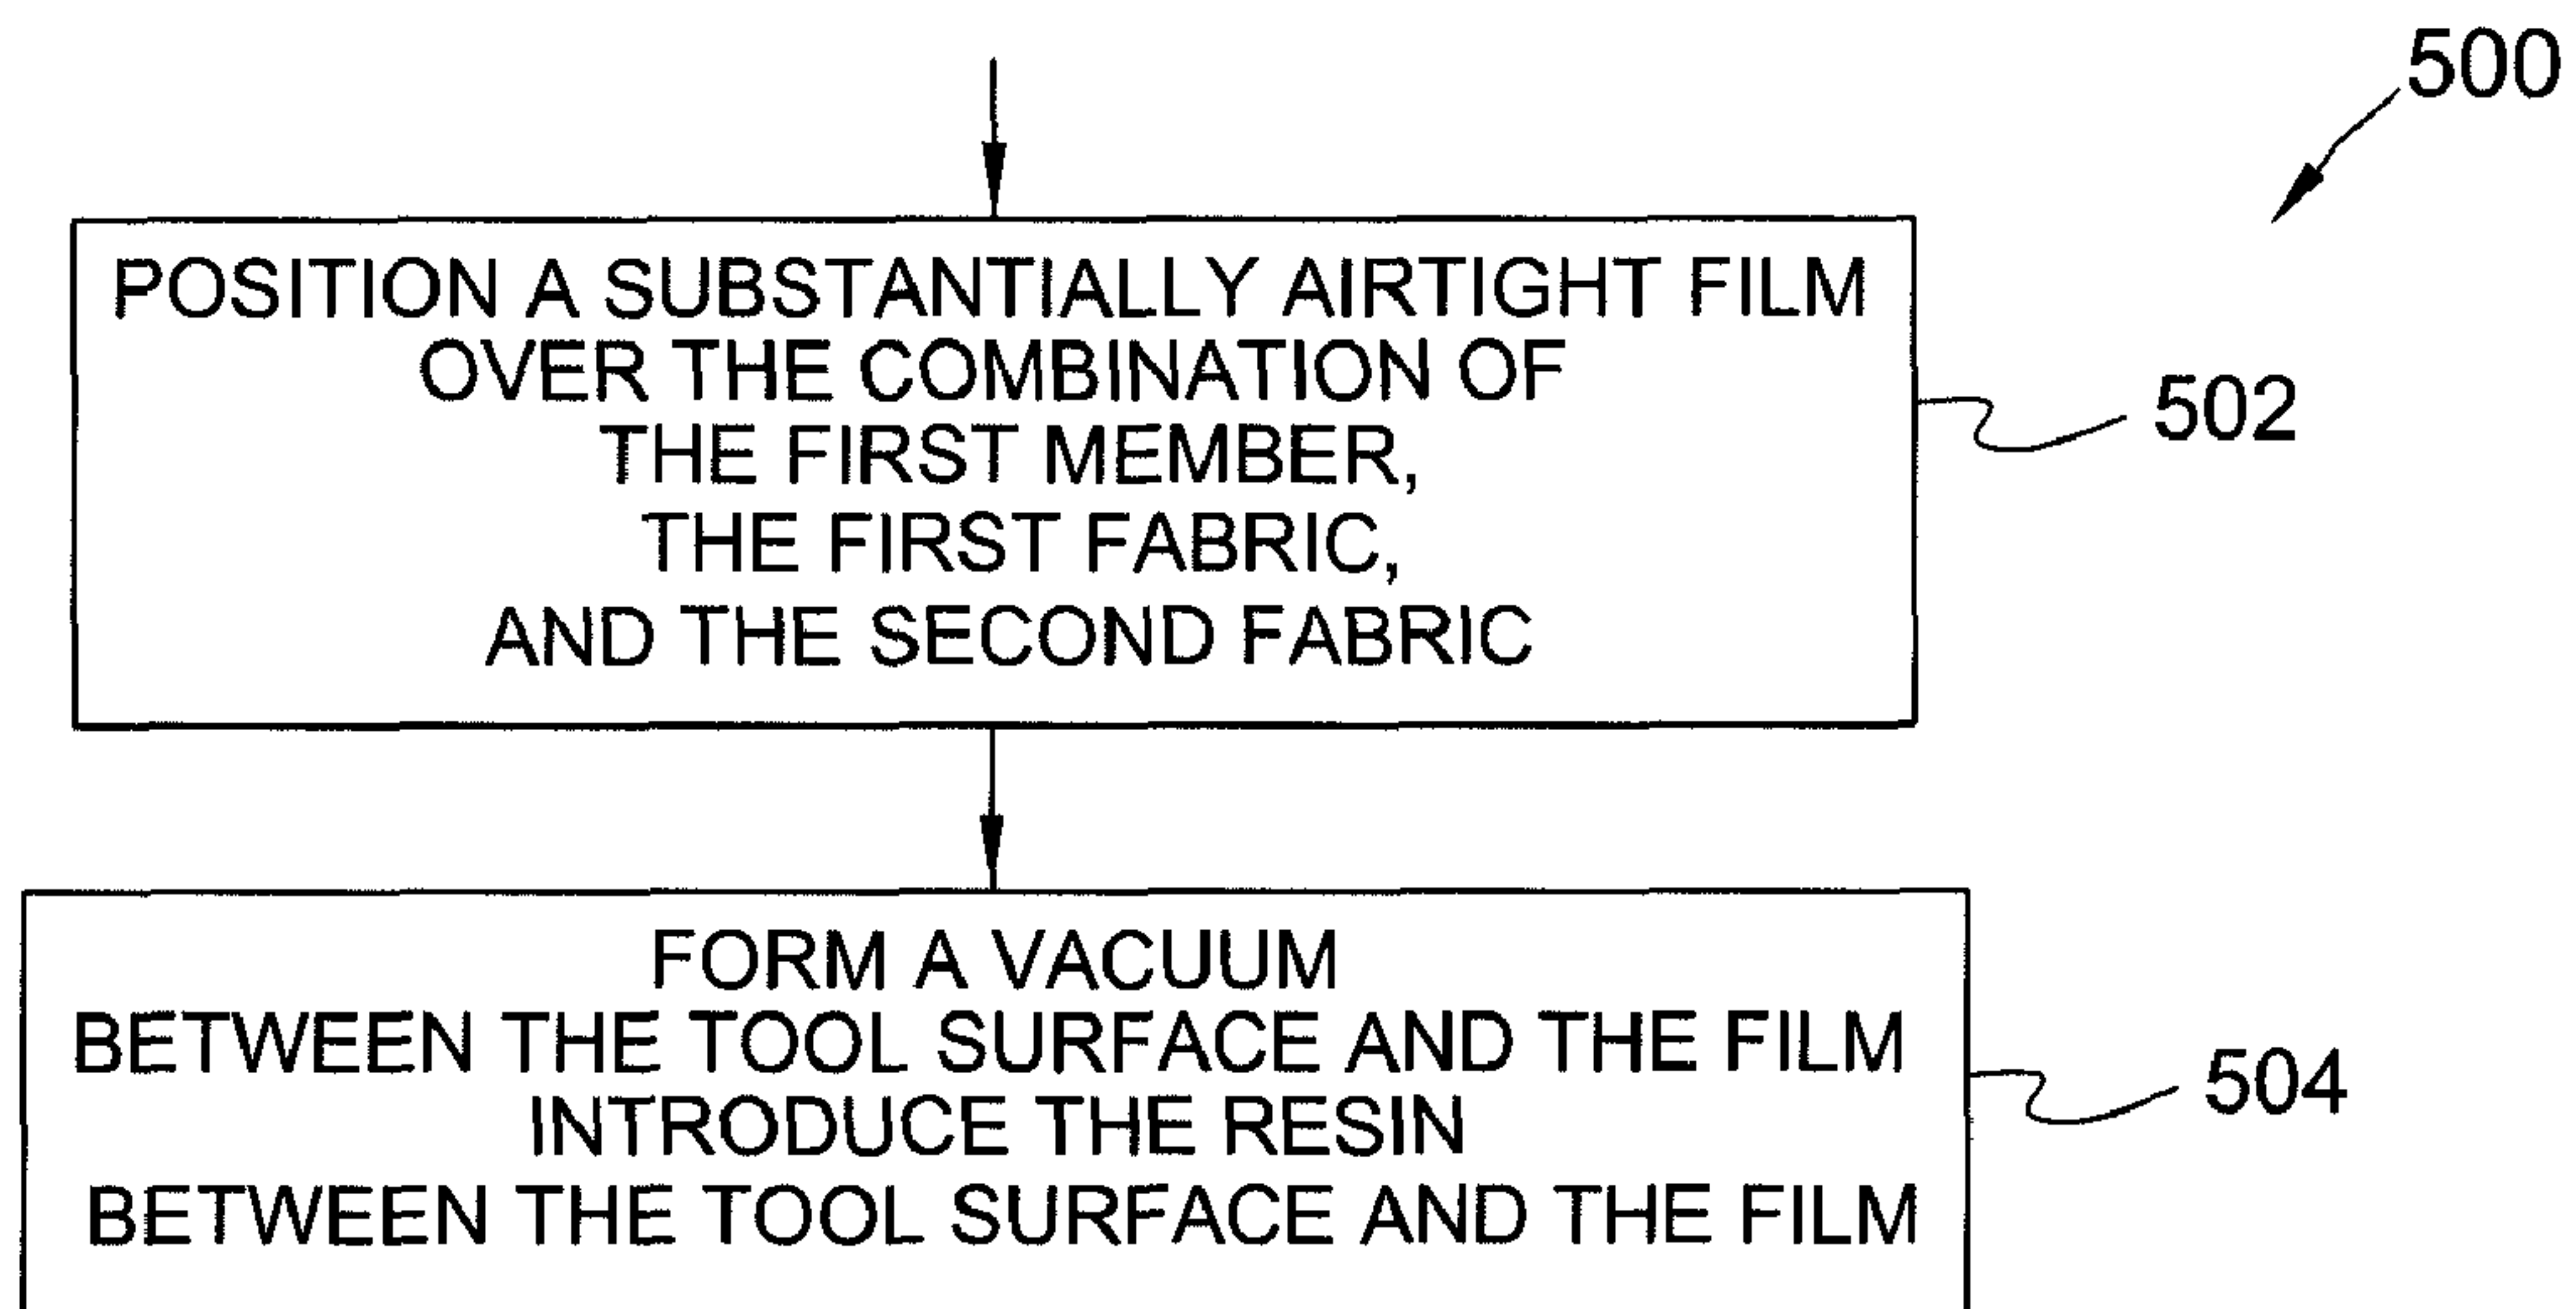 500
POSITION A SUBSTANTIALLY AIRTIGHT FILM
OVER THE COMBINATION OF
THE FIRST MEMBER,
THE FIRST FABRIC,
AND THE SECOND FABRIC
502
FORM A VACUUM
BETWEEN THE TOOL SURFACE AND THE FILM
INTRODUCE THE RESIN
BETWEEN THE TOOL SURFACE AND THE FILM
504